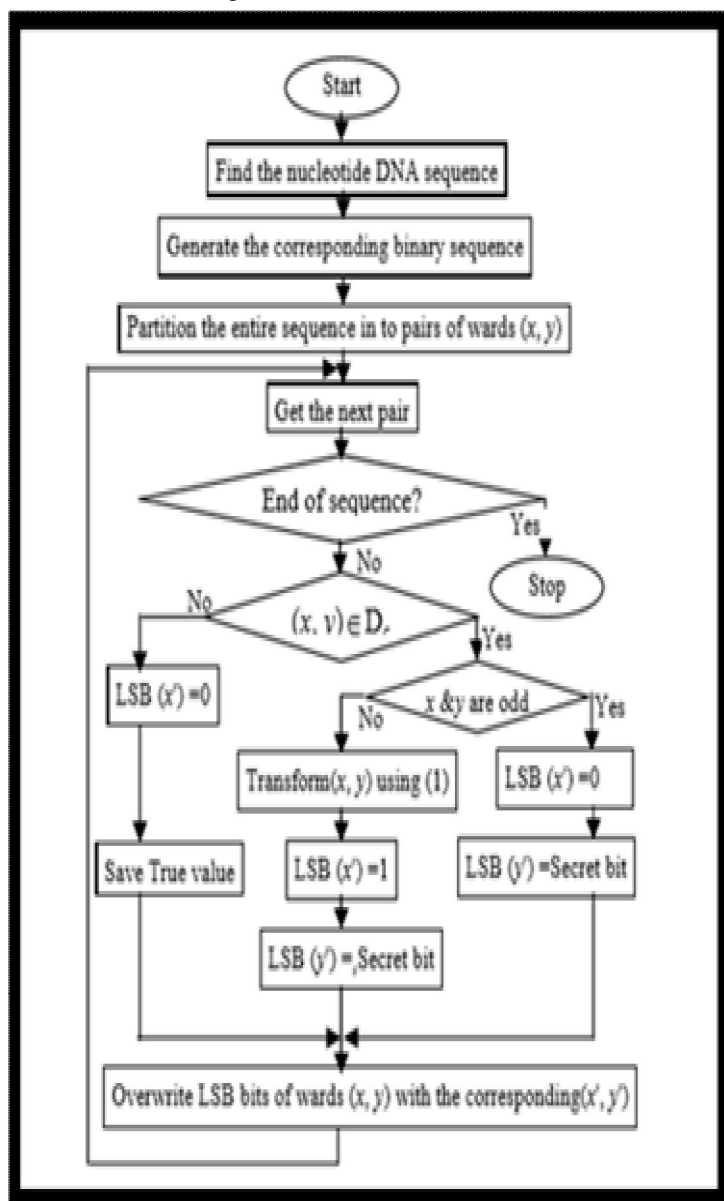 Start
Find the nucleotide DNA sequence
Generate the corresponding binary sequence
Partition the entire sequence in to pairs of wards (x, y)
Get the next pair
End of sequence?
Yes
No
Stop
(x, y) ∈ D,
No
Yes
LSB (x') =0
x &y are odd
No
Yes
Transform(x, y) using (1)
LSB (x') =0
Save True value
LSB (x') =1
LSB (y') =Secret bit
LSB (y') =,Secret bit
Overwrite LSB bits of wards (x, y) with the corresponding(x', y')